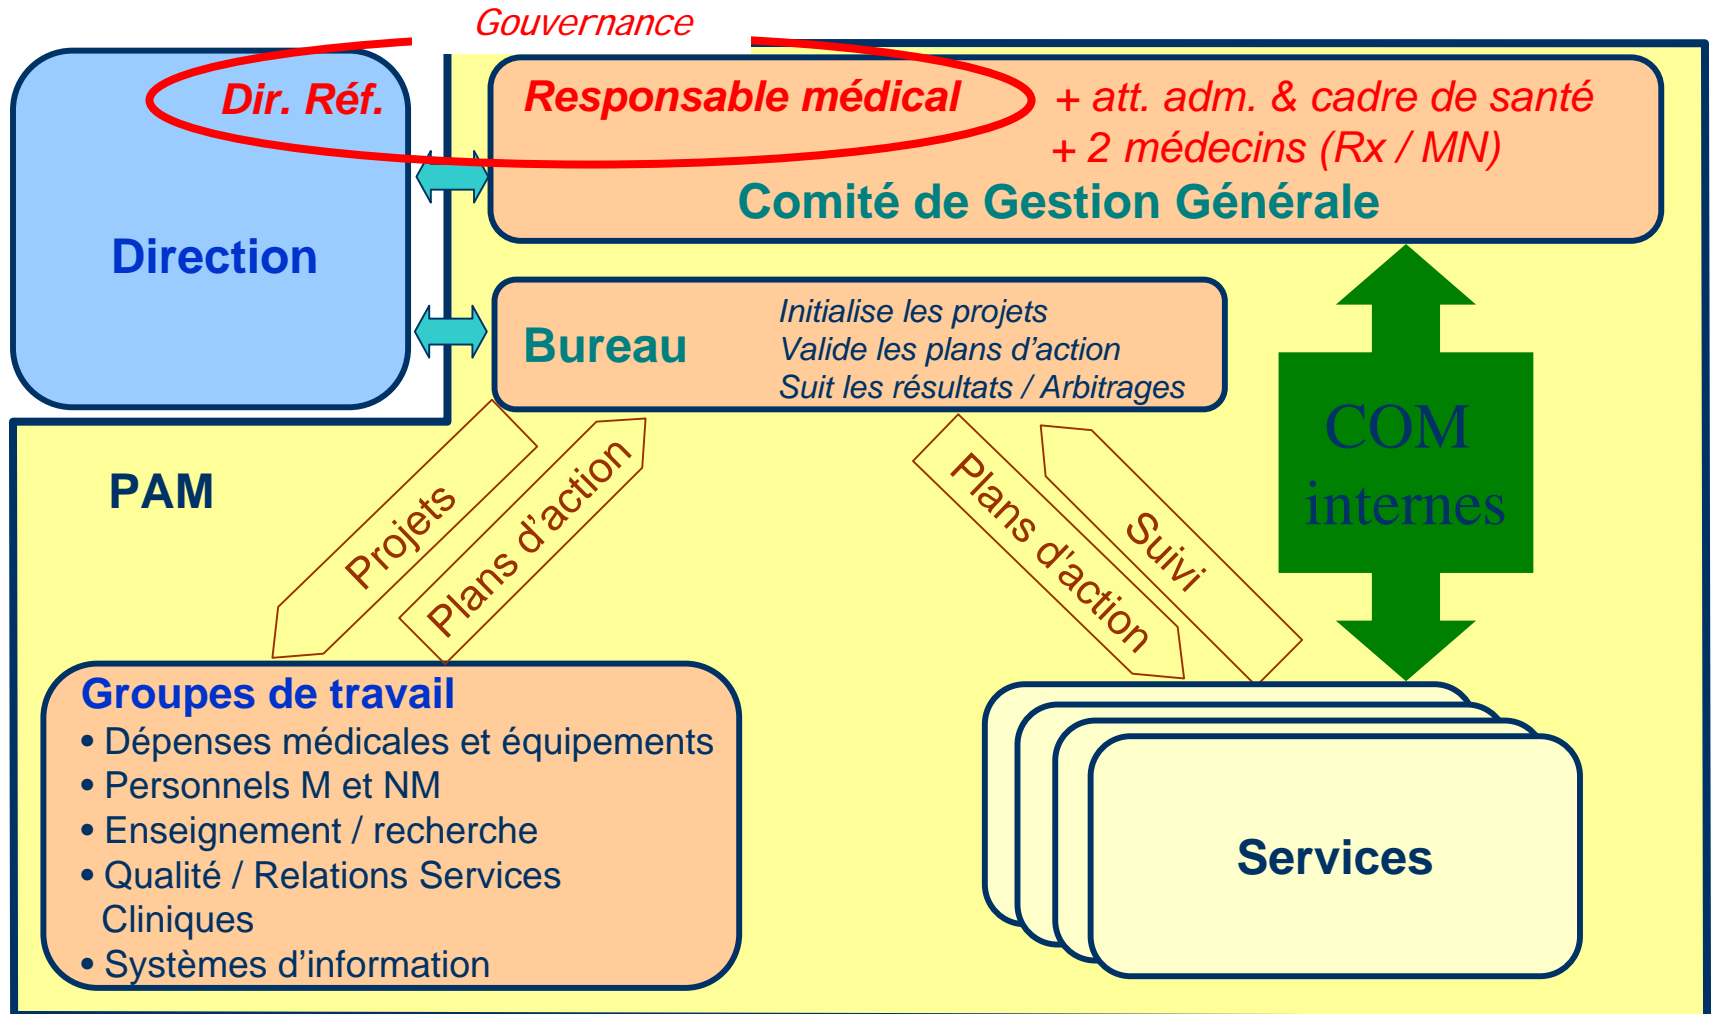 Gouvernance
Dir. Réf.
Responsable médical
+ att. adm. & cadre de santé
+ 2 médecins (Rx / MN)
Comité de Gestion Générale
Direction
Bureau
Initialise les projets
Valide les plans d’action
Suit les résultats / Arbitrages
COM
internes
PAM
Projets
Plans d’action
Plans d'action
Suivi
Groupes de travail
• Dépenses médicales et équipements
• Personnels M et NM
• Enseignement / recherche
• Qualité / Relations Services
Cliniques
• Systèmes d’information
Services